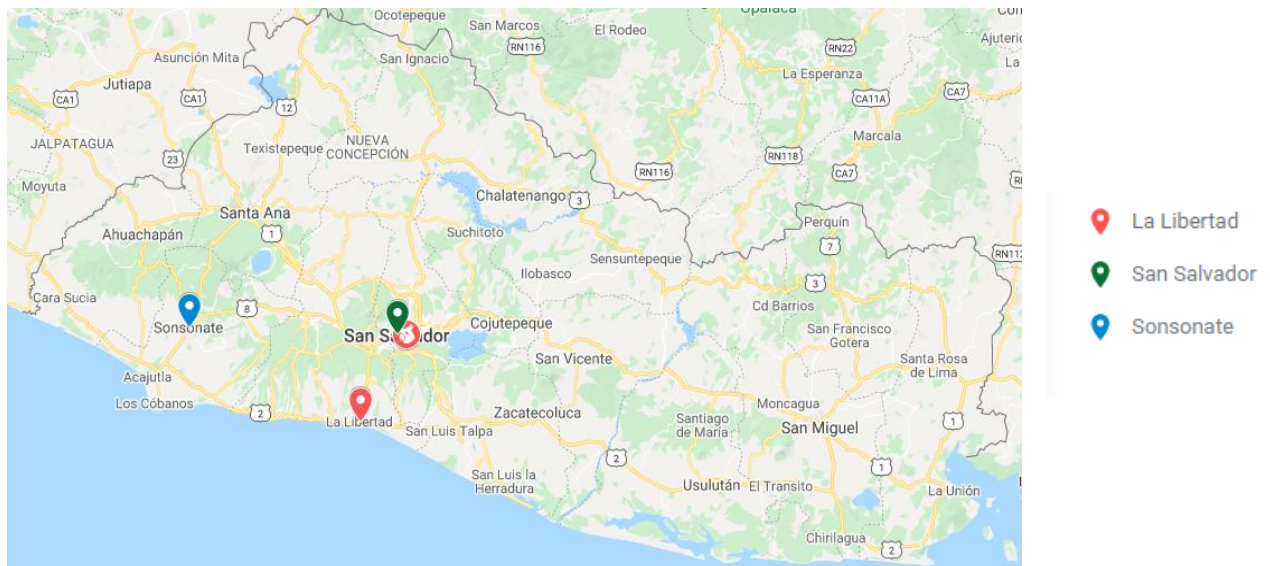 Ocotepeque
San Marcos
El Rodeo
RN116
RN22
Asunción Mita
San Ignacio
La Esperanza
Jutiapa
CA1
CA1
12
CA11A
CA7
JALPATAGUA
23
Texistepeque
NUEVA
CONCEPCIÓN
Marcala
RN118
RN116
CA7
Moyuta
Chalatenango
3
Santa Ana
1
Perquín
Ahuachapán
Suchitoto
7
Sensuntepeque
Ilobasco
3
Cara Sucia
8
Sonsonate
Cd Barrios
Cojutepeque
San Francisco
Gotera
San Vicente
Santa Rosa
de Lima
Acajutla
Los Cóbanos
2
La Libertad
San Luis Talpa
Zacatecoluca
Moncagua
Santiago
de María
San Miguel
1
2
1
San Luis la
Herradura
Usulután
El Transito
La Unión
Chirilagua
2
La Libertad
San Salvador
Sonsonate